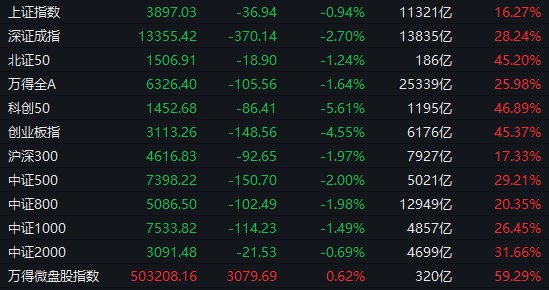 上证指数 3897.03 -36.94 -0.94% 11321亿 16.27%
深证成指 13355.42 -370.14 -2.70% 13835亿 28.24%
北证50 1506.91 -18.90 -1.24% 186亿 45.20%
万得全A 6326.40 -105.56 -1.64% 25339亿 25.98%
科创50 1452.68 -86.41 -5.61% 1195亿 46.89%
创业板指 3113.26 -148.56 -4.55% 6176亿 45.37%
沪深300 4616.83 -92.65 -1.97% 7927亿 17.33%
中证500 7398.22 -150.70 -2.00% 5021亿 29.21%
中证800 5086.50 -102.49 -1.98% 12949亿 20.35%
中证1000 7533.82 -114.23 -1.49% 4857亿 26.45%
中证2000 3091.48 -21.53 -0.69% 4699亿 31.66%
万得微盘股指数 503208.16 3079.69 0.62% 320亿 59.29%